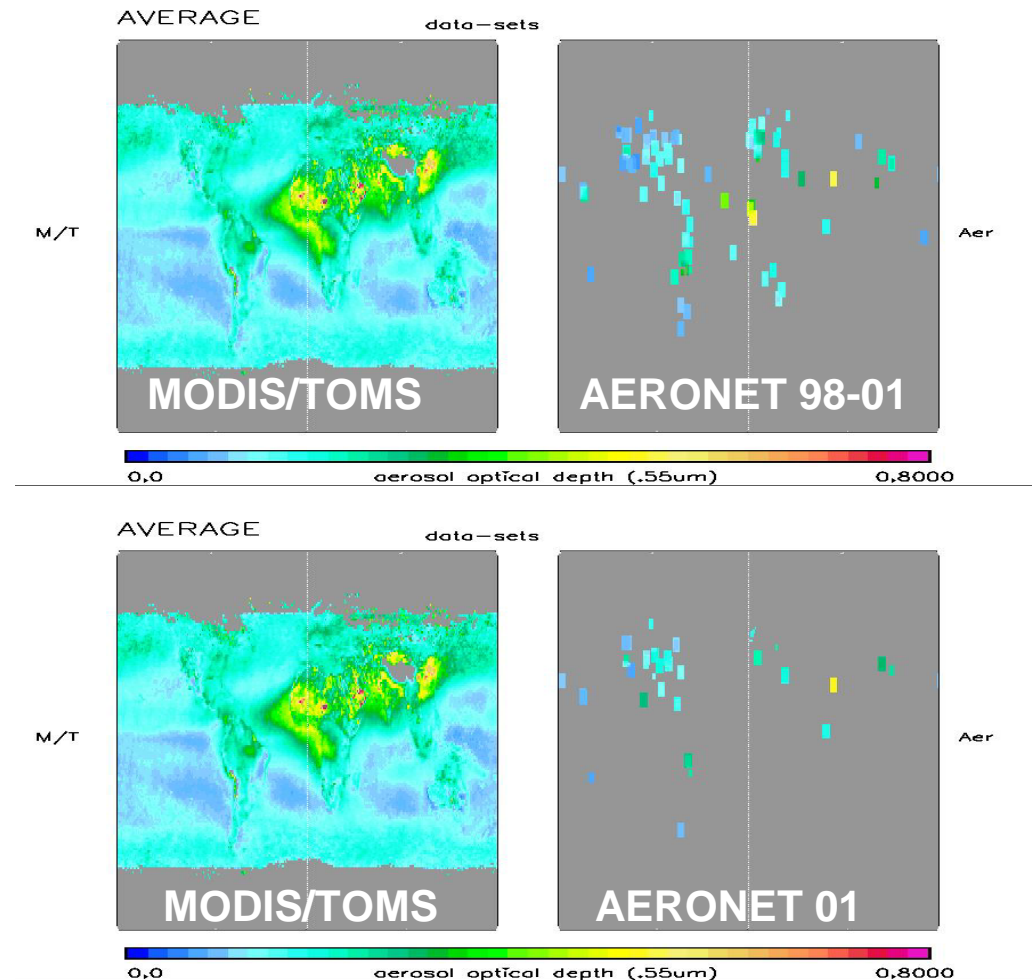 AVERAGE
data-sets
M/T
Aer
MODIS/TOMS
AERONET 98-01
0,0
aerosol optical depth (.55um)
0,8000
AVERAGE
data-sets
M/T
Aer
MODIS/TOMS
AERONET 01
0,0
aerosol optical depth (.55um)
0,8000